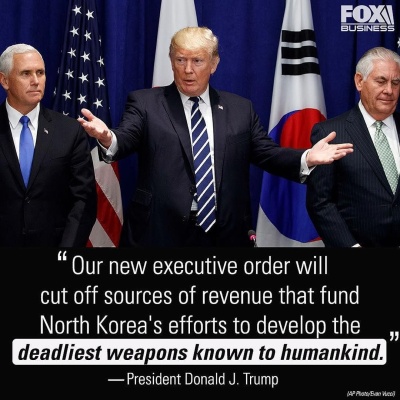 FOX
BUSINESS
“ Our new executive order will
cut off sources of revenue that fund
North Korea's efforts to develop the
deadliest weapons known to humankind. ”
— President Donald J. Trump
(AP Photo/Evan Vucci)